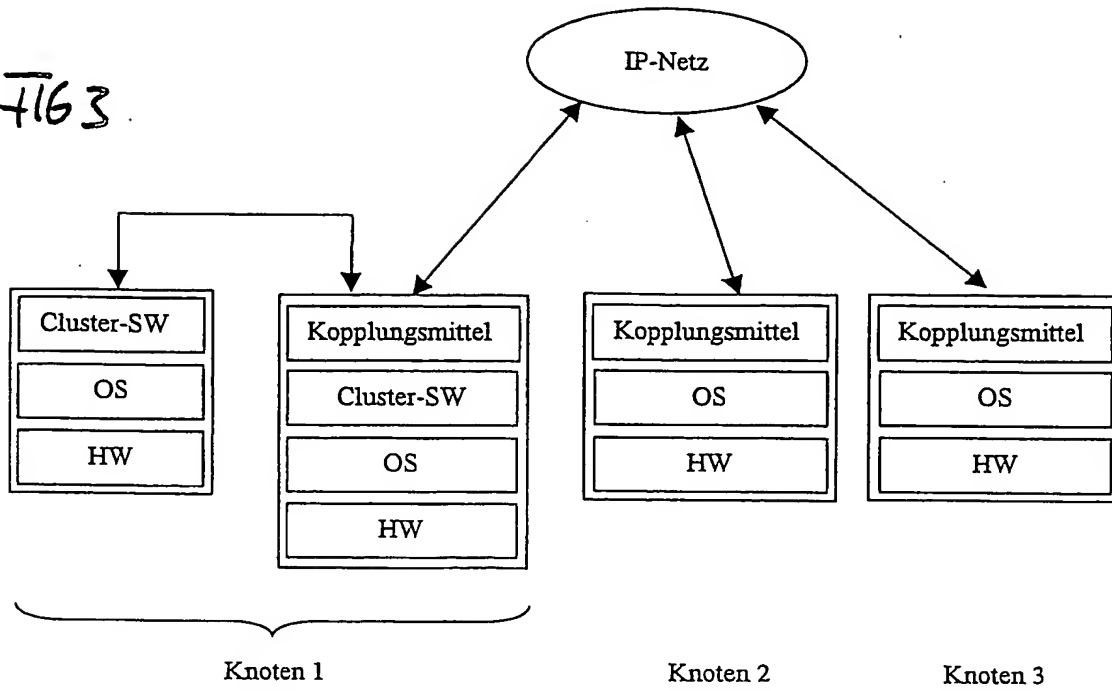 IP-Netz
FIG 3
Cluster-SW
OS
HW
Kopplungsmittel
Cluster-SW
OS
HW
Kopplungsmittel
OS
HW
Kopplungsmittel
OS
HW
Knoten 1
Knoten 2
Knoten 3